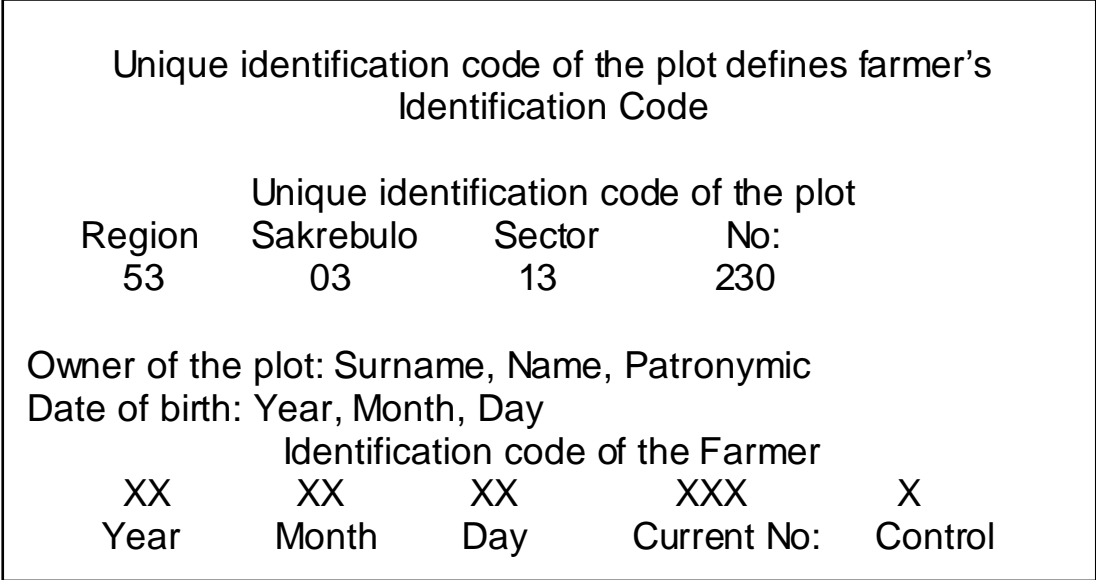 Unique identification code of the plot defines farmer's
Identification Code
Unique identification code of the plot
Region Sakrebulo Sector No:
53 03 13 230
Owner of the plot: Surname, Name, Patronymic
Date of birth: Year, Month, Day
Identification code of the Farmer
XX XX XX XXX X
Year Month Day Current No: Control